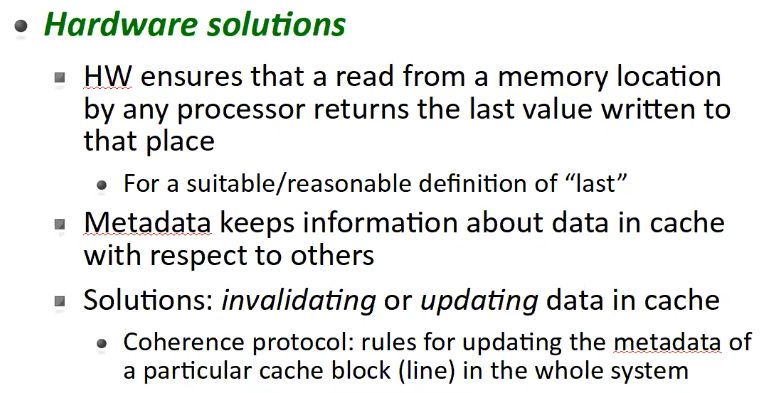 Hardware solutions
HW ensures that a read from a memory location
by any processor returns the last value written to
that place
For a suitable/reasonable definition of “last”
Metadata keeps information about data in cache
with respect to others
Solutions: invalidating or updating data in cache
Coherence protocol: rules for updating the metadata of
a particular cache block (line) in the whole system